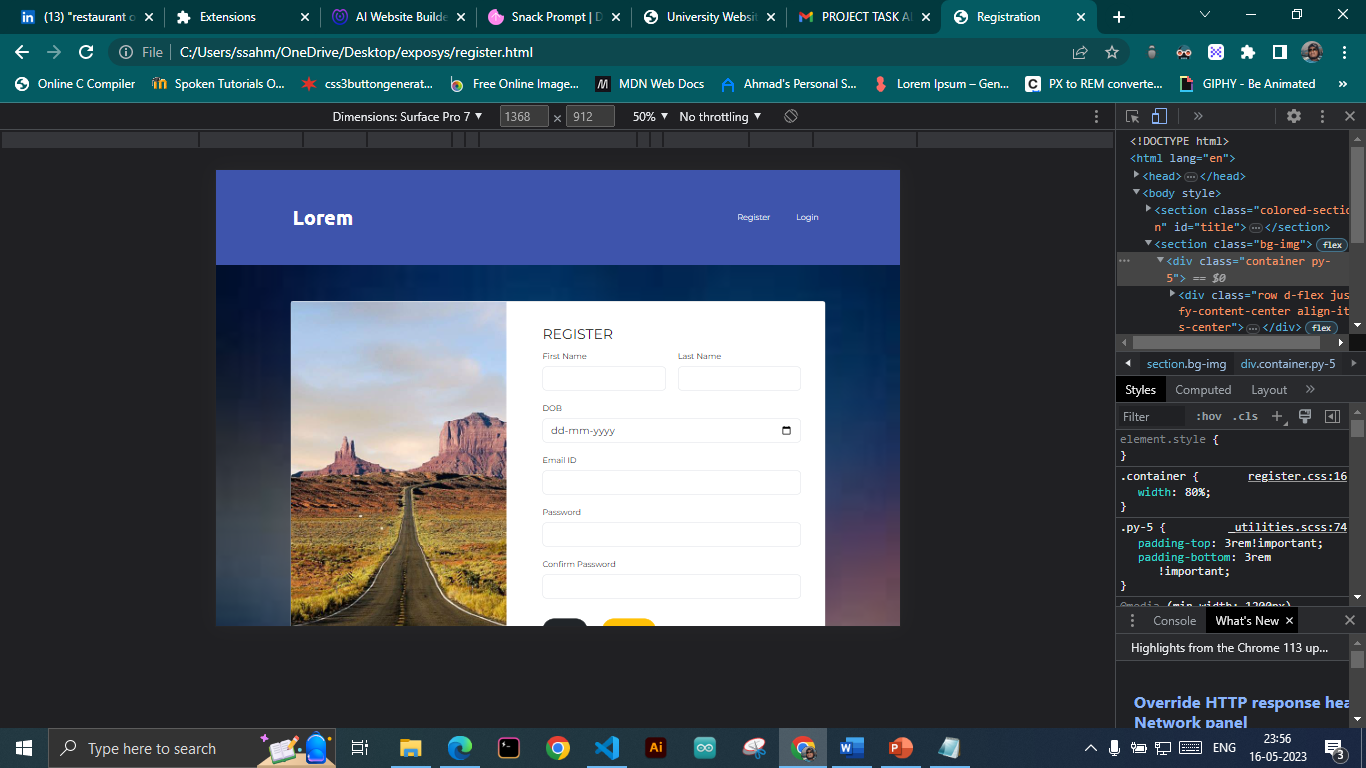 (13) "restaurant o
Extensions
AI Website Builde
Snack Prompt | D
University Websit
PROJECT TASK AI
Registration
File
C:/Users/ssahm/OneDrive/Desktop/exposys/register.html
Online C Compiler
Spoken Tutorials O...
css3buttongenerat...
Free Online Image...
MDN Web Docs
Ahmad's Personal S...
Lorem Ipsum – Gen...
PX to REM converte...
GIPHY - Be Animated
Dimensions: Surface Pro 7
1368
×
912
50%
No throttling
<!DOCTYPE html>
<html lang="en">
<head>…</head>
<body style>
<section class="colored-sectio
n" id="title">…</section>
<section class="bg-img"> flex
<div class="container py-
5"> == $0
<div class="row d-flex jus
fy-content-center align-it
s-center">…</div> flex
section.bg-img
div.container.py-5
Styles
Computed
Layout
Filter
:hov
.cls
element.style {
}
.container {
register.css:16
width: 80%;
}
.py-5 {
_utilities.scss:74
padding-top: 3rem!important;
padding-bottom: 3rem
!important;
}
@media (min-width: 1200px)
Console
What's New
Highlights from the Chrome 113 up...
Override HTTP response hea
Network panel
Lorem
Register
Login
REGISTER
First Name
Last Name
DOB
dd-mm-yyyy
Email ID
Password
Confirm Password
Type here to search
ENG
23:56
16-05-2023
3